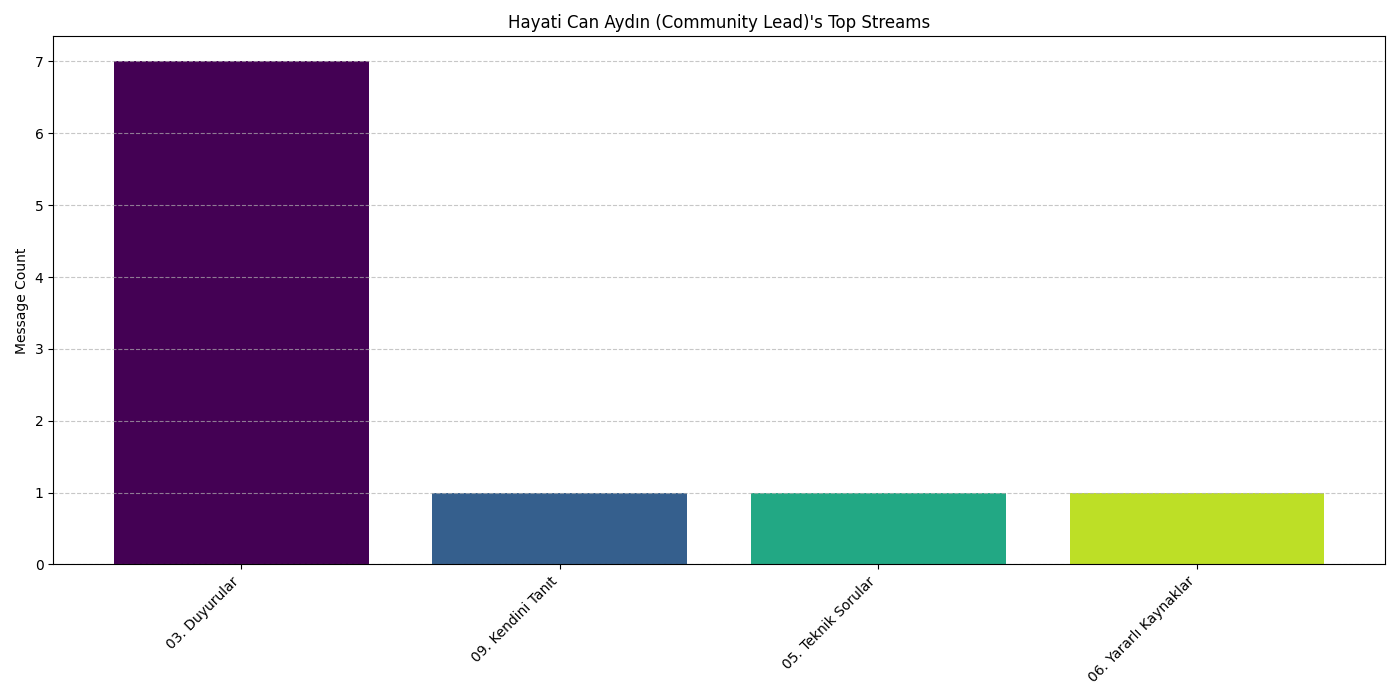 Hayati Can Aydın (Community Lead)'s Top Streams
Message Count
7
6
5
4
3
2
1
0
03. Duyurular
09. Kendini Tanıt
05. Teknik Sorular
06. Yararlı Kaynaklar